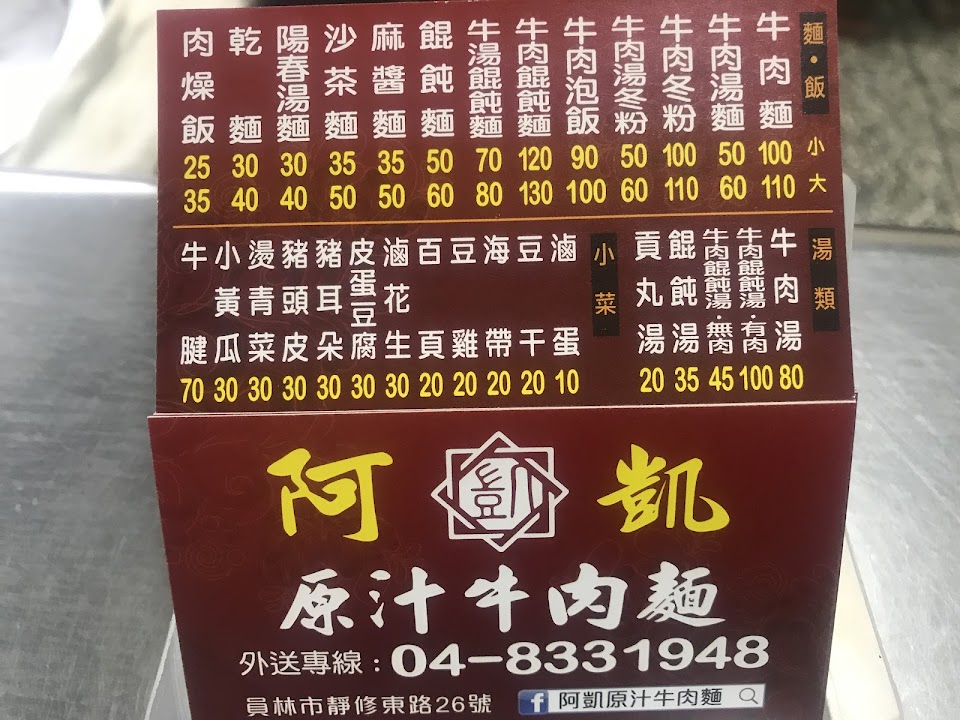 麵・飯 小 大
牛肉麵 100 110
牛肉湯麵 50 60
牛肉冬粉 100 110
牛肉湯冬粉 50 60
牛肉泡飯 90 100
牛肉餛飩麵 120 130
牛湯餛飩麵 70 80
餛飩麵 50 60
麻醬麵 35 50
沙茶麵 35 50
陽春湯麵 30 40
乾麵 30 40
肉燥飯 25 35
湯類
牛肉湯 80
牛肉餛飩湯・有肉 100
牛肉餛飩湯・無肉 45
餛飩湯 35
貢丸湯 20
小菜
滷蛋 10
豆干 20
海帶 20
豆雞 20
百頁 20
滷花生 30
皮蛋豆腐 30
豬耳朵 30
豬頭皮 30
燙青菜 30
小黃瓜 30
牛腱 70
阿凱 凱
原汁牛肉麵
外送專線：04-8331948
員林市靜修東路26號 f 阿凱原汁牛肉麵